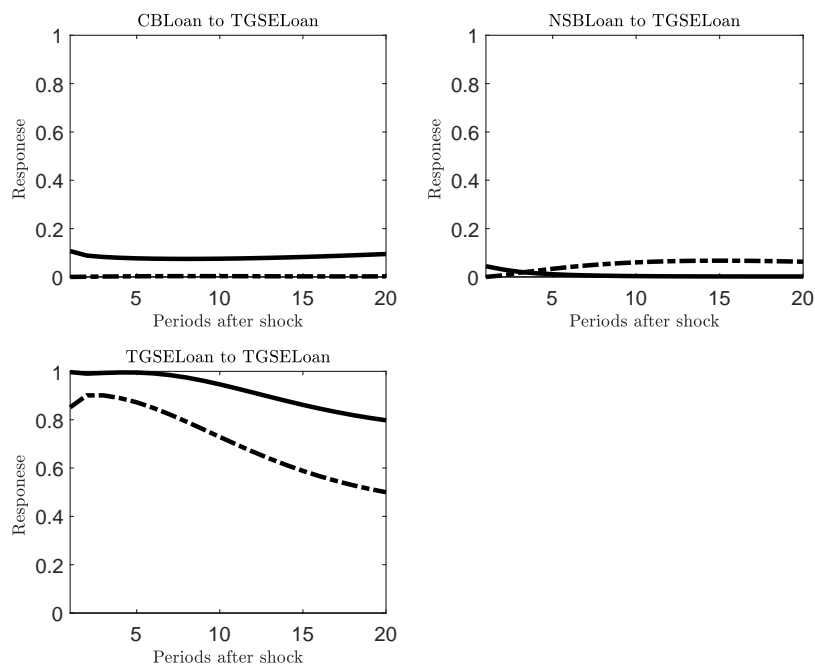 CBLoan to TGSELoan
1
0.8
0.6
0.4
0.2
0
Responese
5 10 15 20
Periods after shock
NSBLoan to TGSELoan
1
0.8
0.6
0.4
0.2
0
Responese
5 10 15 20
Periods after shock
TGSELoan to TGSELoan
1
0.8
0.6
0.4
0.2
0
Responese
5 10 15 20
Periods after shock